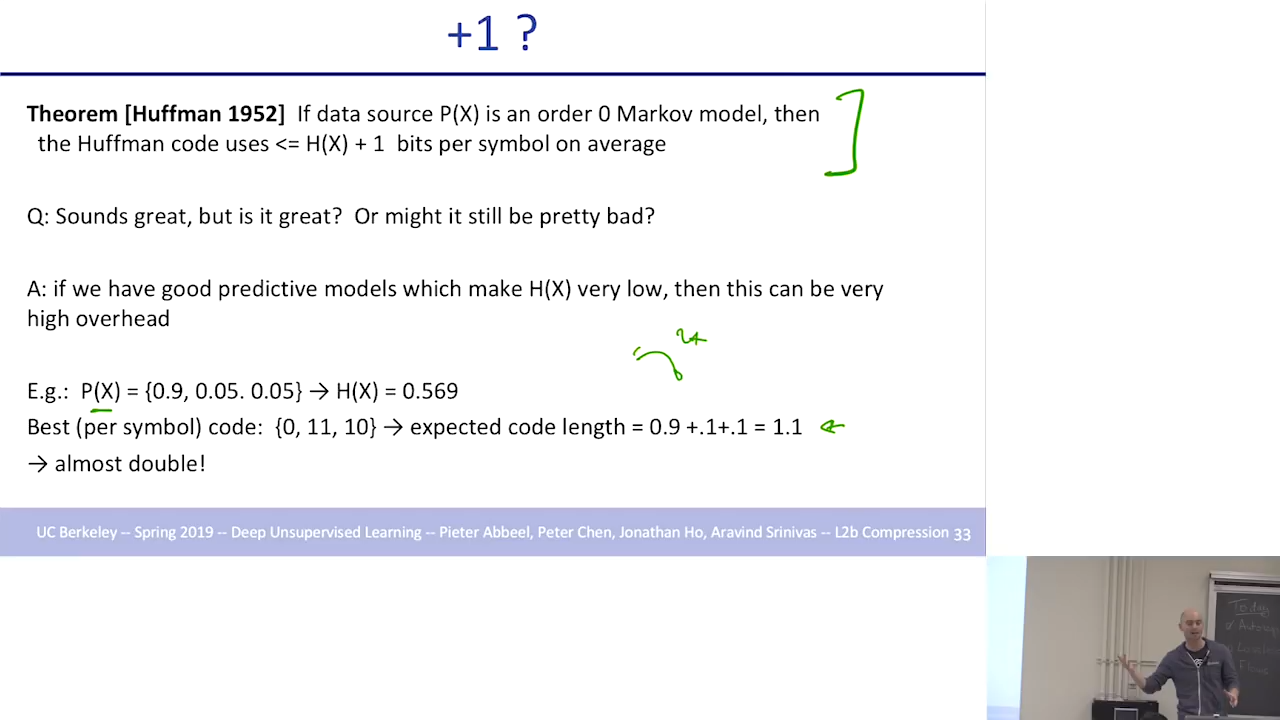 +1 ?
Theorem [Huffman 1952] If data source P(X) is an order 0 Markov model, then
the Huffman code uses <= H(X) + 1 bits per symbol on average
Q: Sounds great, but is it great? Or might it still be pretty bad?
A: if we have good predictive models which make H(X) very low, then this can be very
high overhead
E.g.: P(X) = {0.9, 0.05. 0.05} → H(X) = 0.569
Best (per symbol) code: {0, 11, 10} → expected code length = 0.9 +.1+.1 = 1.1
→ almost double!
UC Berkeley -- Spring 2019 -- Deep Unsupervised Learning -- Pieter Abbeel, Peter Chen, Jonathan Ho, Aravind Srinivas -- L2b Compression 33
Today